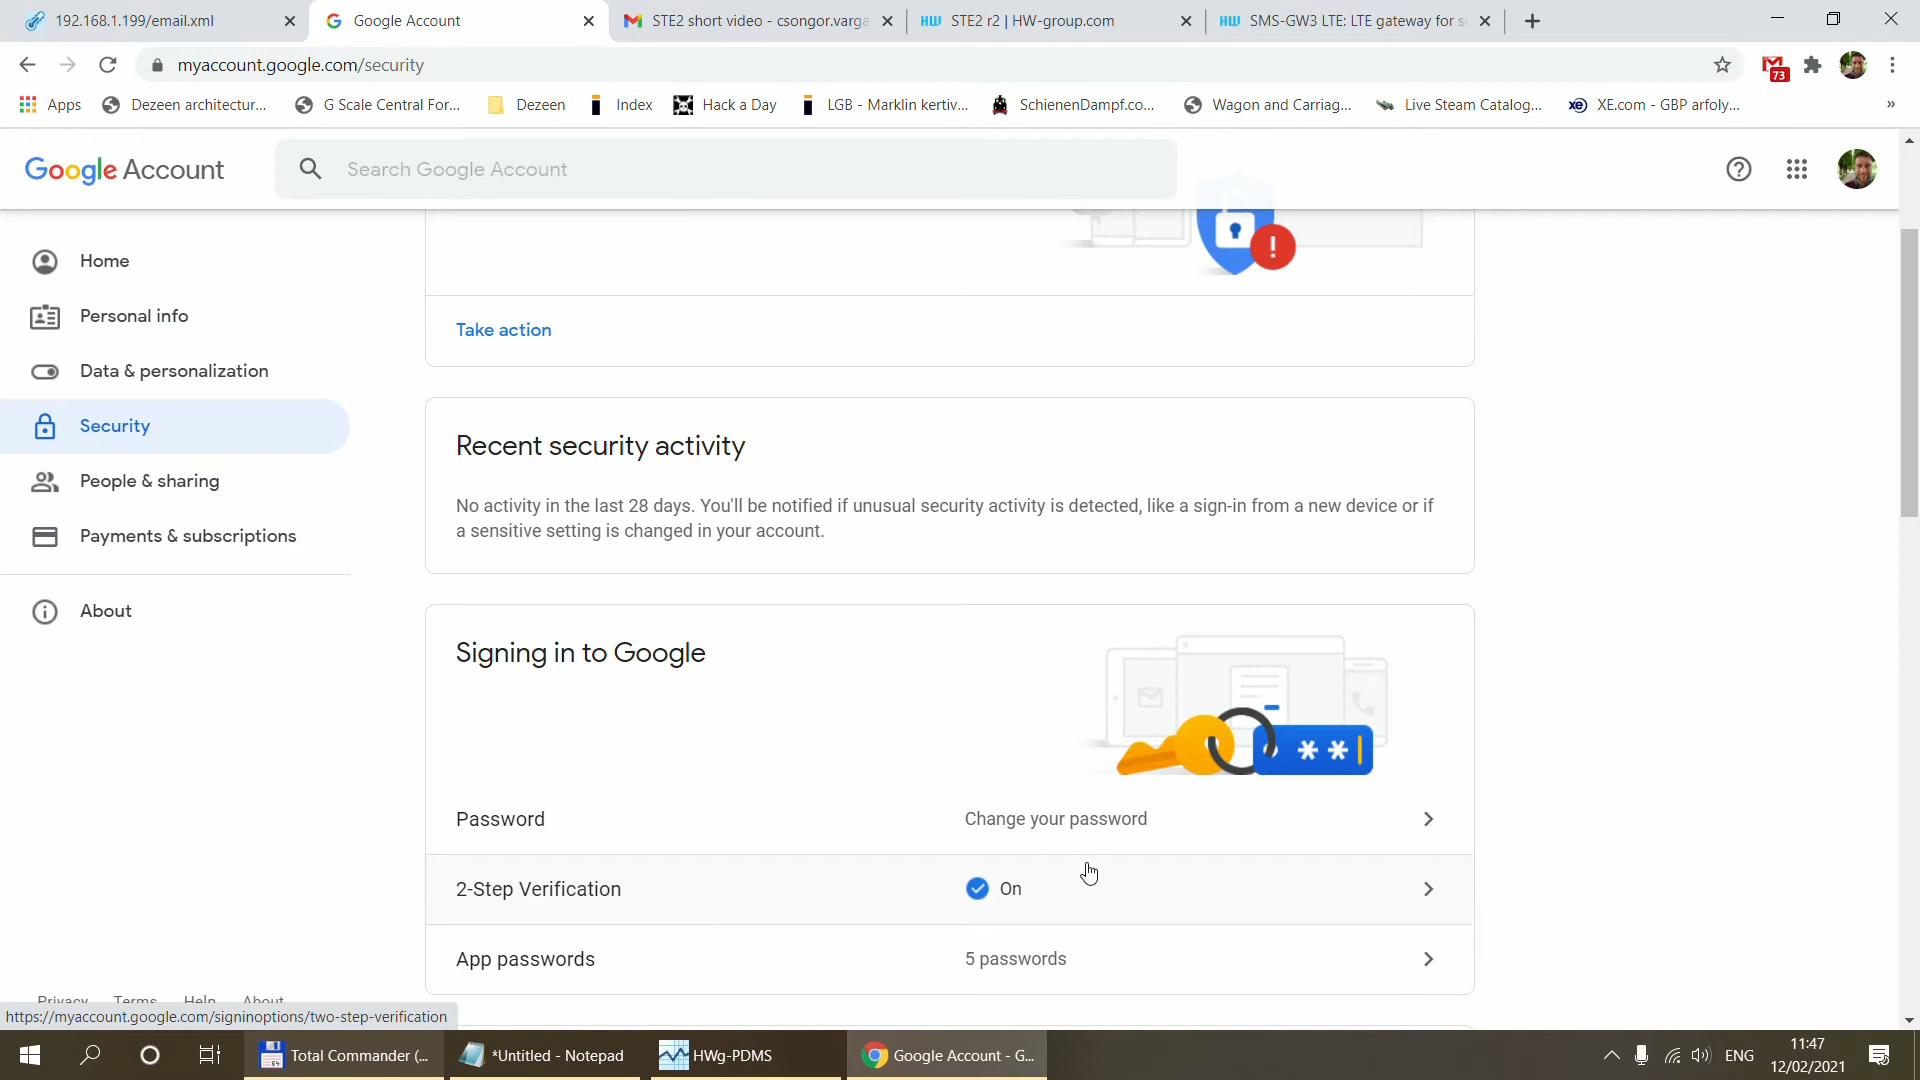 192.168.1.199/email.xml
Google Account
STE2 short video - csongor.varga
STE2 r2 | HW-group.com
SMS-GW3 LTE: LTE gateway for s
myaccount.google.com/security
73
Apps
Dezeen architectur...
G Scale Central For...
Dezeen
Index
Hack a Day
LGB - Marklin kertiv...
SchienenDampf.co...
Wagon and Carriag...
Live Steam Catalog...
XE.com - GBP arfoly...
»
Google Account
Search Google Account
Home
Personal info
Data & personalization
Security
People & sharing
Payments & subscriptions
About
Take action
Recent security activity
No activity in the last 28 days. You'll be notified if unusual security activity is detected, like a sign-in from a new device or if
a sensitive setting is changed in your account.
Signing in to Google
**
Password
Change your password
2-Step Verification
On
App passwords
5 passwords
Privacy Terms Help About
https://myaccount.google.com/signinoptions/two-step-verification
Total Commander (...
*Untitled - Notepad
HWg-PDMS
Google Account - G...
ENG
11:47
12/02/2021